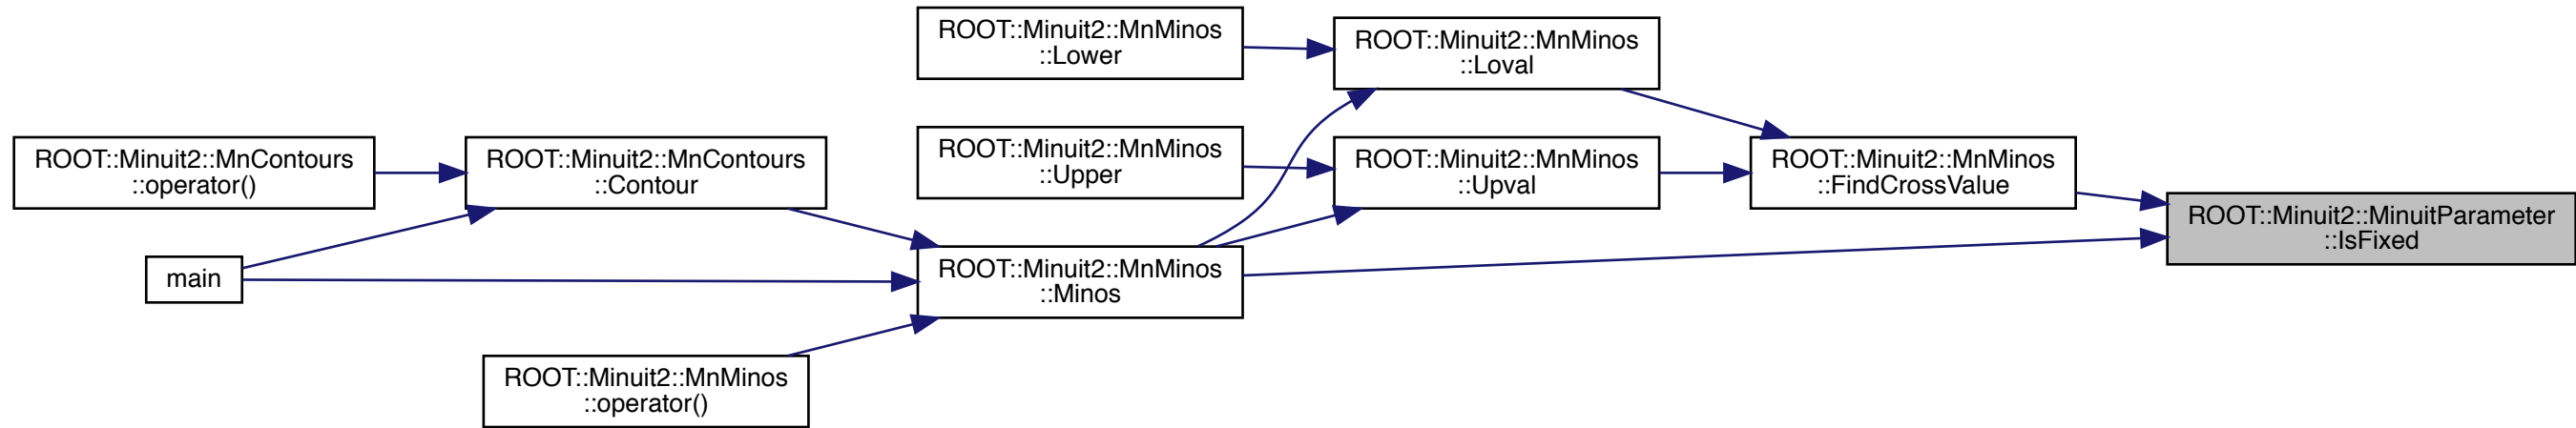 ROOT::Minuit2::MnMinos
::Lower
ROOT::Minuit2::MnMinos
::Loval
ROOT::Minuit2::MnContours
::operator()
ROOT::Minuit2::MnContours
::Contour
ROOT::Minuit2::MnMinos
::Upper
ROOT::Minuit2::MnMinos
::Upval
ROOT::Minuit2::MnMinos
::FindCrossValue
ROOT::Minuit2::MinuitParameter
::IsFixed
main
ROOT::Minuit2::MnMinos
::Minos
ROOT::Minuit2::MnMinos
::operator()